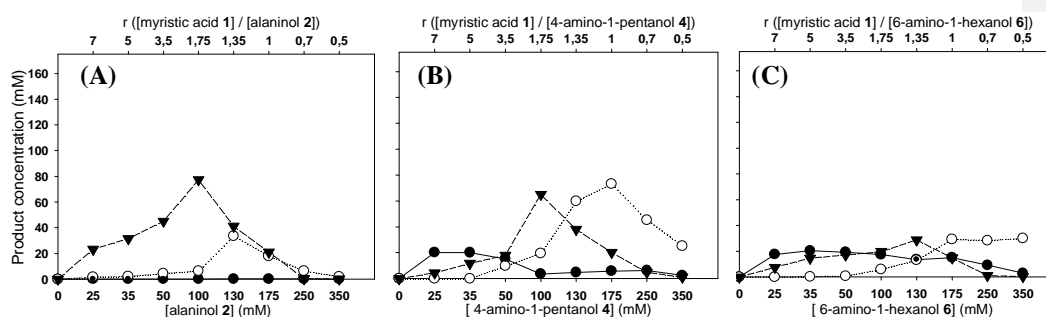 r ([myristic acid 1] / [alaninol 2])
7 5 3,5 1,75 1,35 1 0,7 0,5
(A)
Product concentration (mM)
160
140
120
100
80
60
40
20
0
0 25 35 50 100 130 175 250 350
[alaninol 2] (mM)
r ([myristic acid 1] / [4-amino-1-pentanol 4])
7 5 3,5 1,75 1,35 1 0,7 0,5
(B)
0 25 35 50 100 130 175 250 350
[ 4-amino-1-pentanol 4] (mM)
r ([myristic acid 1] / [6-amino-1-hexanol 6])
7 5 3,5 1,75 1,35 1 0,7 0,5
(C)
0 25 35 50 100 130 175 250 350
[ 6-amino-1-hexanol 6] (mM)